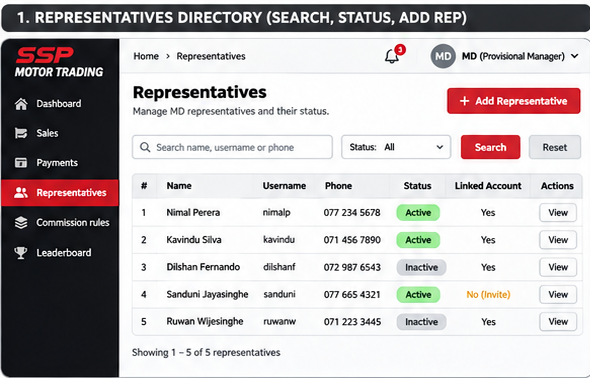 1. REPRESENTATIVES DIRECTORY (SEARCH, STATUS, ADD REP)
SSP
MOTOR TRADING
Home > Representatives
3
MD MD (Provisional Manager)
Dashboard
Sales
Payments
Representatives
Commission rules
Leaderboard
Representatives
Manage MD representatives and their status.
+ Add Representative
Search name, username or phone
Status: All
Search
Reset
# Name Username Phone Status Linked Account Actions
1 Nimal Perera nimalp 077 234 5678 Active Yes View
2 Kavindu Silva kavindu 071 456 7890 Active Yes View
3 Dilshan Fernando dilshanf 072 987 6543 Inactive Yes View
4 Sanduni Jayasinghe sanduni 077 665 4321 Active No (Invite) View
5 Ruwan Wijesinghe ruwanw 071 223 3445 Inactive Yes View
Showing 1 – 5 of 5 representatives